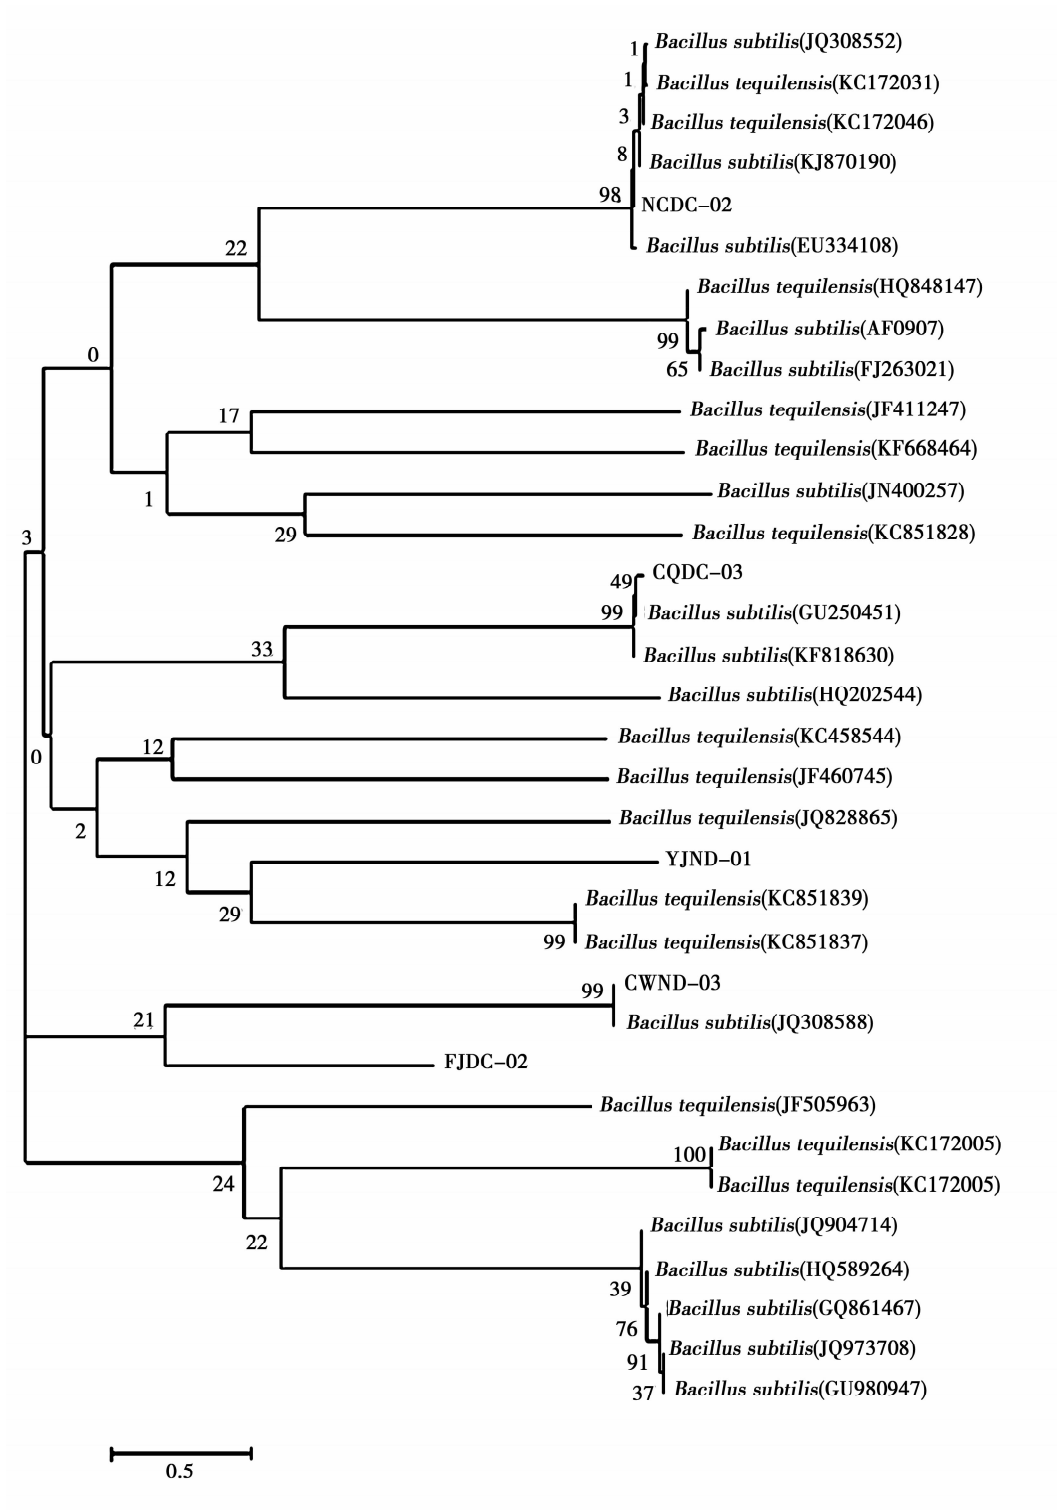 1 Bacillus subtilis(JQ308552)
1 Bacillus tequilensis(KC172031)
3 Bacillus tequilensis(KC172046)
8 Bacillus subtilis(KJ870190)
98 NCDC-02
22 Bacillus subtilis(EU334108)
Bacillus tequilensis(HQ848147)
Bacillus subtilis(AF0907)
99
0
65 Bacillus subtilis(FJ263021)
17 Bacillus tequilensis(JF411247)
Bacillus tequilensis(KF668464)
1 Bacillus subtilis(JN400257)
29 Bacillus tequilensis(KC851828)
3
49 CQDC-03
99 Bacillus subtilis(GU250451)
33 Bacillus subtilis(KF818630)
Bacillus subtilis(HQ202544)
12 Bacillus tequilensis(KC458544)
0
Bacillus tequilensis(JF460745)
2 Bacillus tequilensis(JQ828865)
YJND-01
12
29 Bacillus tequilensis(KC851839)
99 Bacillus tequilensis(KC851837)
99 CWND-03
21 Bacillus subtilis(JQ308588)
FJDC-02
Bacillus tequilensis(JF505963)
100 Bacillus tequilensis(KC172005)
24 Bacillus tequilensis(KC172005)
22 Bacillus subtilis(JQ904714)
Bacillus subtilis(HQ589264)
39
Bacillus subtilis(GQ861467)
76
Bacillus subtilis(JQ973708)
91
37 Bacillus subtilis(GU980947)
0.5